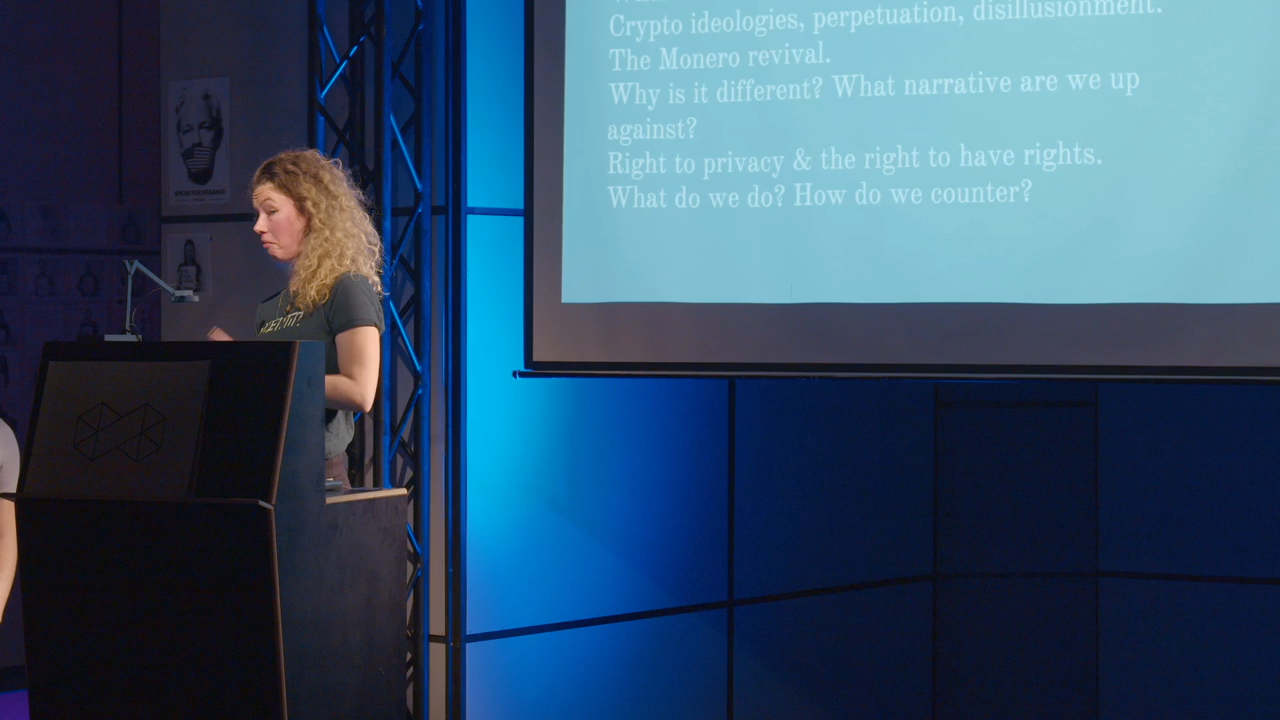 Crypto ideologies, perpetuation, disillusionment.
The Monero revival.
Why is it different? What narrative are we up
against?
Right to privacy & the right to have rights.
What do we do? How do we counter?